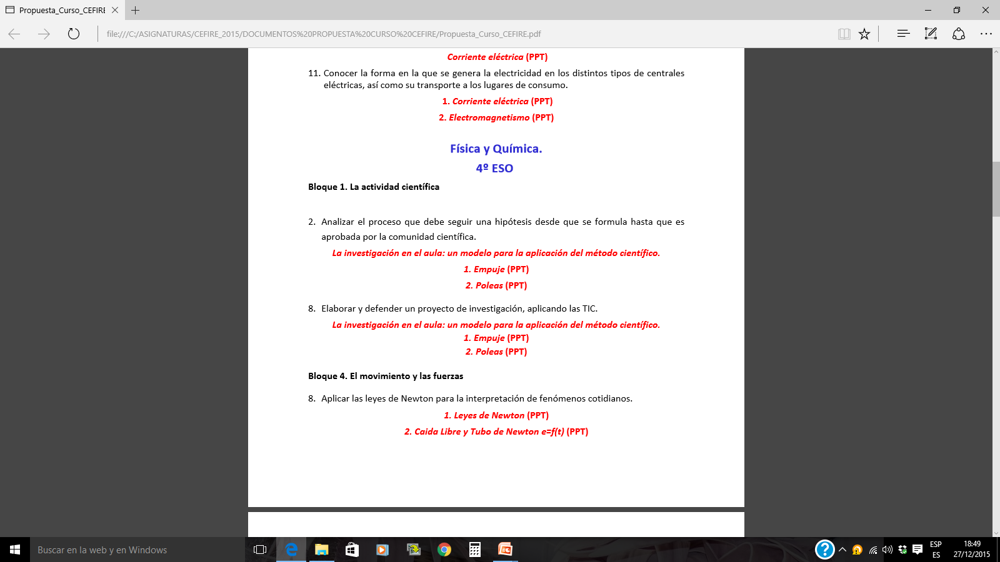 Propuesta_Curso_CEFIRE
file:///C:/ASIGNATURAS/CEFIRE_2015/DOCUMENTOS%20PROPUESTA%20CURSO%20CEFIRE/Propuesta_Curso_CEFIRE.pdf
Corriente eléctrica (PPT)
11. Conocer la forma en la que se genera la electricidad en los distintos tipos de centrales
eléctricas, así como su transporte a los lugares de consumo.
1. Corriente eléctrica (PPT)
2. Electromagnetismo (PPT)
Física y Química.
4º ESO
Bloque 1. La actividad científica
2. Analizar el proceso que debe seguir una hipótesis desde que se formula hasta que es
aprobada por la comunidad científica.
La investigación en el aula: un modelo para la aplicación del método científico.
1. Empuje (PPT)
2. Poleas (PPT)
8. Elaborar y defender un proyecto de investigación, aplicando las TIC.
La investigación en el aula: un modelo para la aplicación del método científico.
1. Empuje (PPT)
2. Poleas (PPT)
Bloque 4. El movimiento y las fuerzas
8. Aplicar las leyes de Newton para la interpretación de fenómenos cotidianos.
1. Leyes de Newton (PPT)
2. Caida Libre y Tubo de Newton e=f(t) (PPT)
Buscar en la web y en Windows
ESP
ES
18:49
27/12/2015